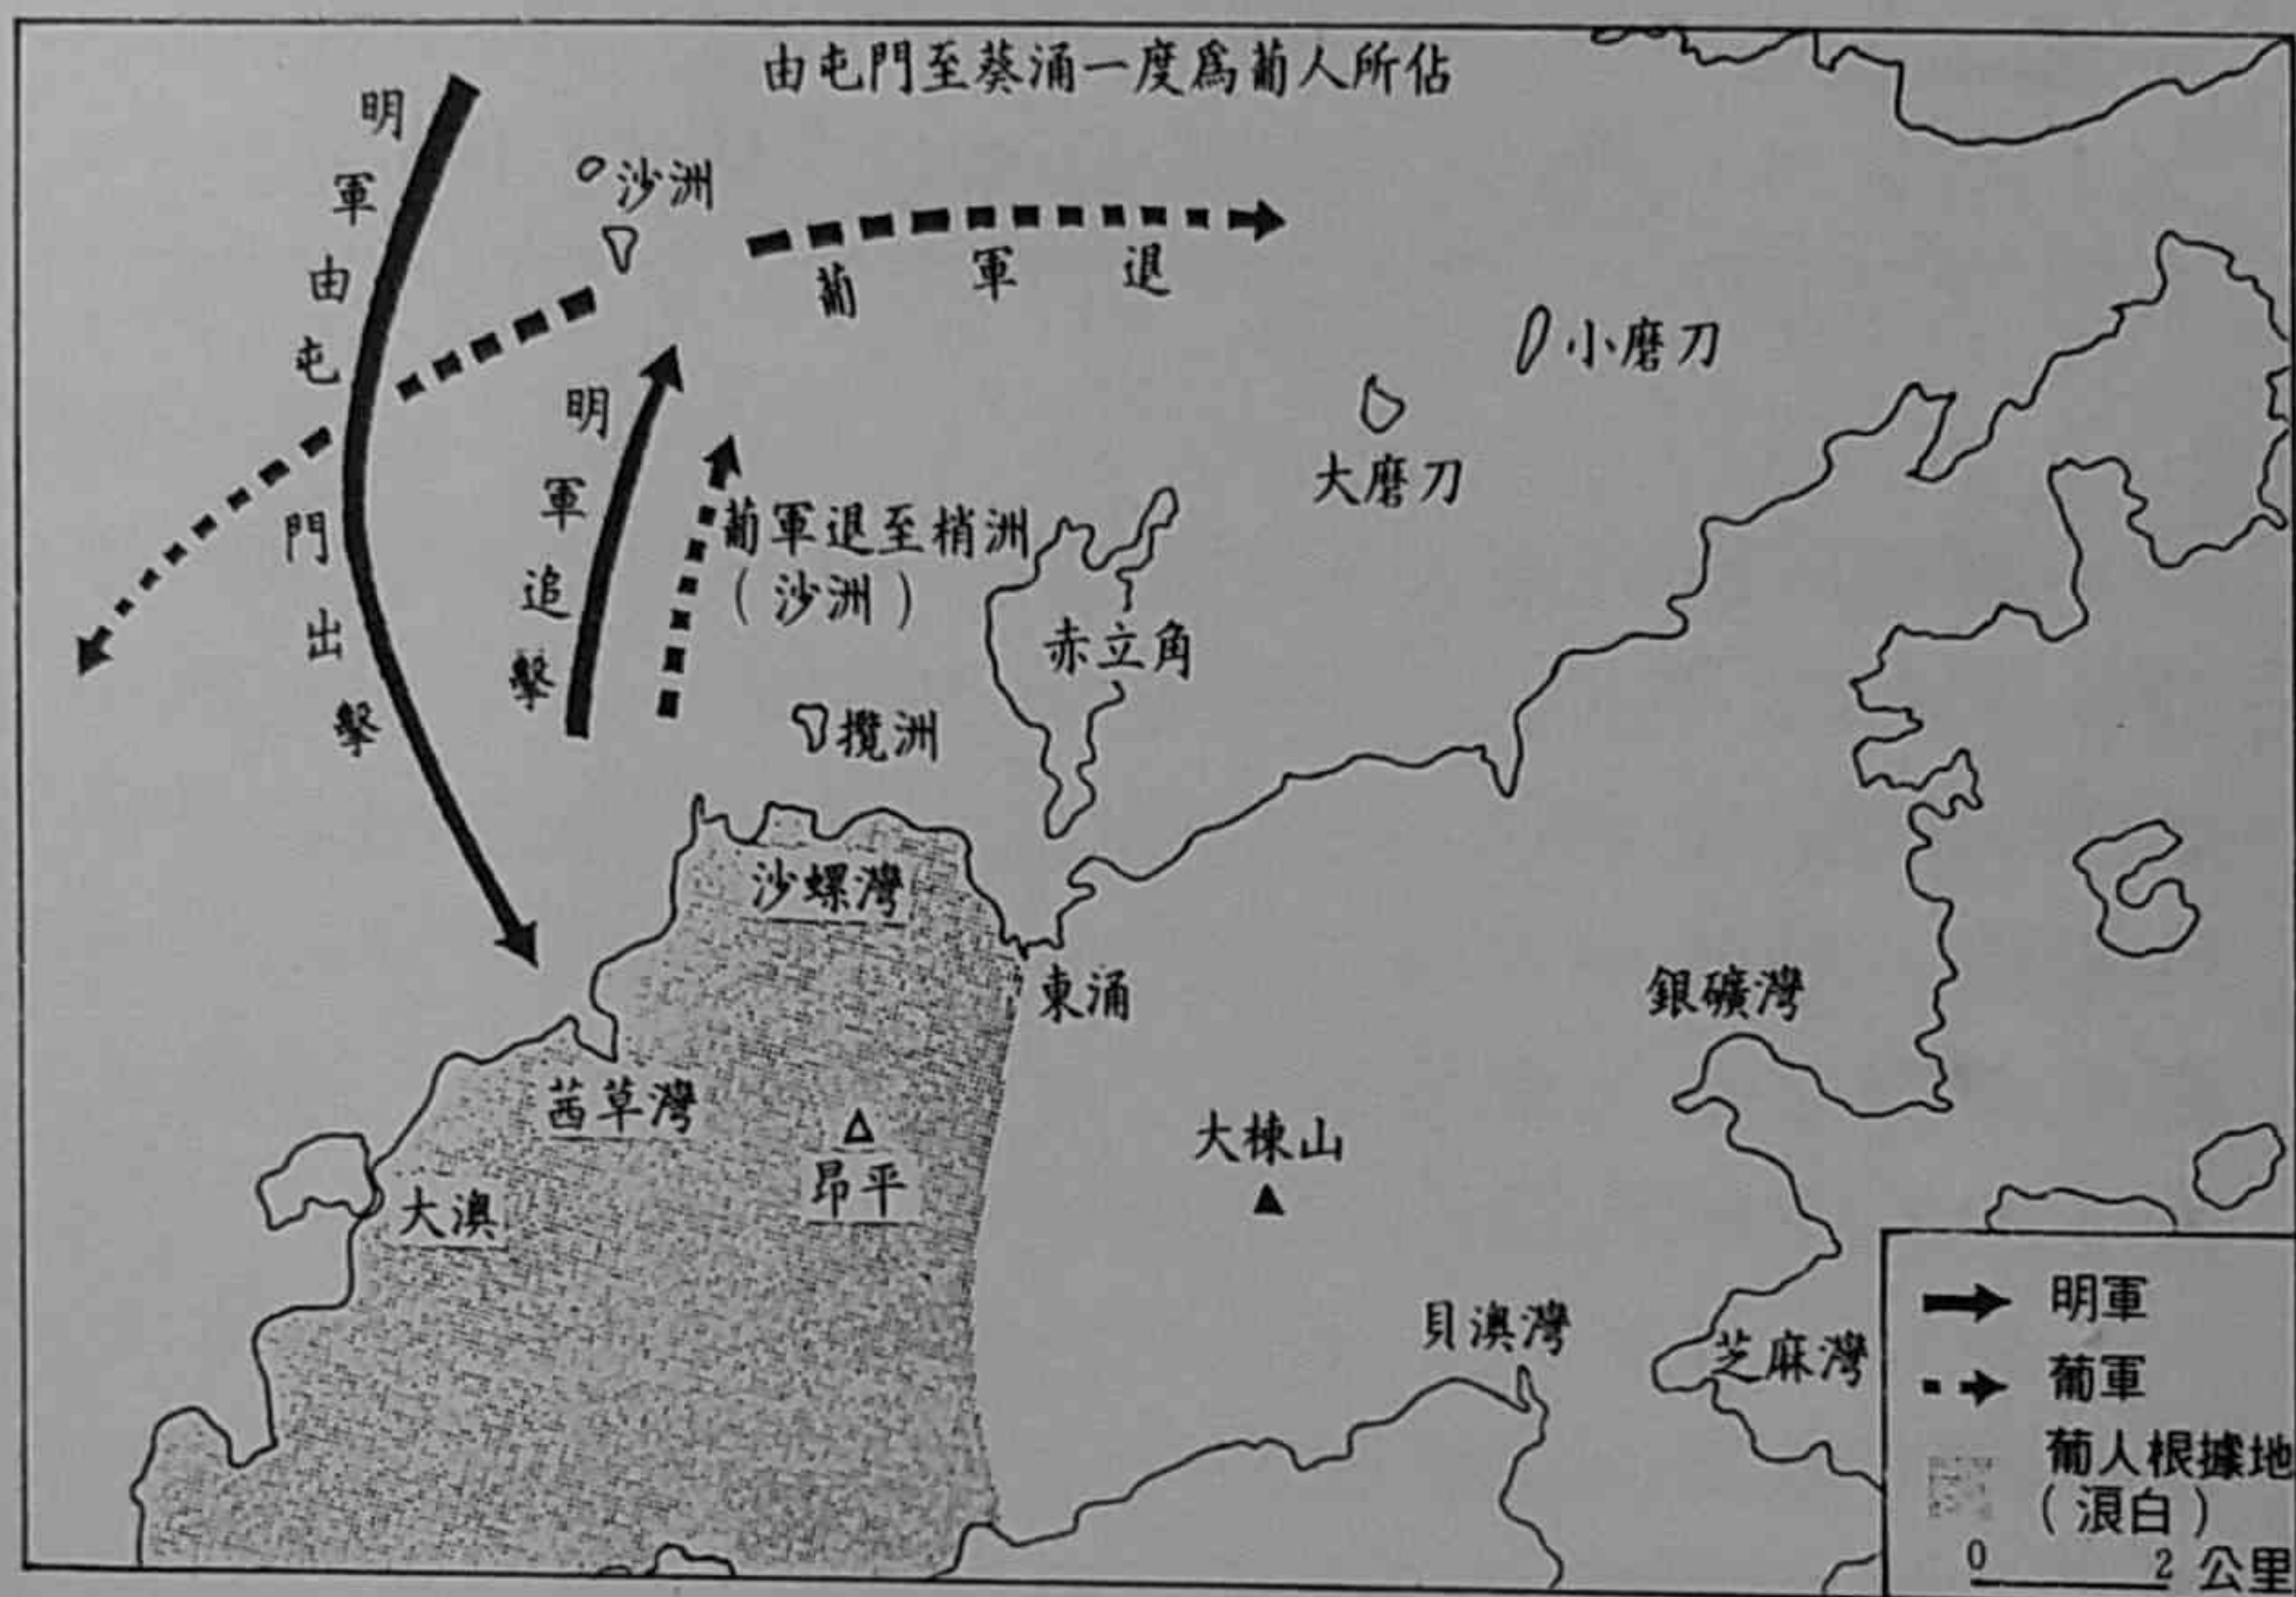 由屯門至葵涌一度爲葡人所佔
明軍由屯門出擊
沙洲
葡軍退
小磨刀
大磨刀
明軍追擊
葡軍退至梢洲
(沙洲)
赤立角
攬洲
沙螺灣
東涌
銀礦灣
茜草灣
昂平
大棟山
大澳
貝澳灣
芝麻灣
明軍
葡軍
葡人根據地
(浪白)
0 2 公里